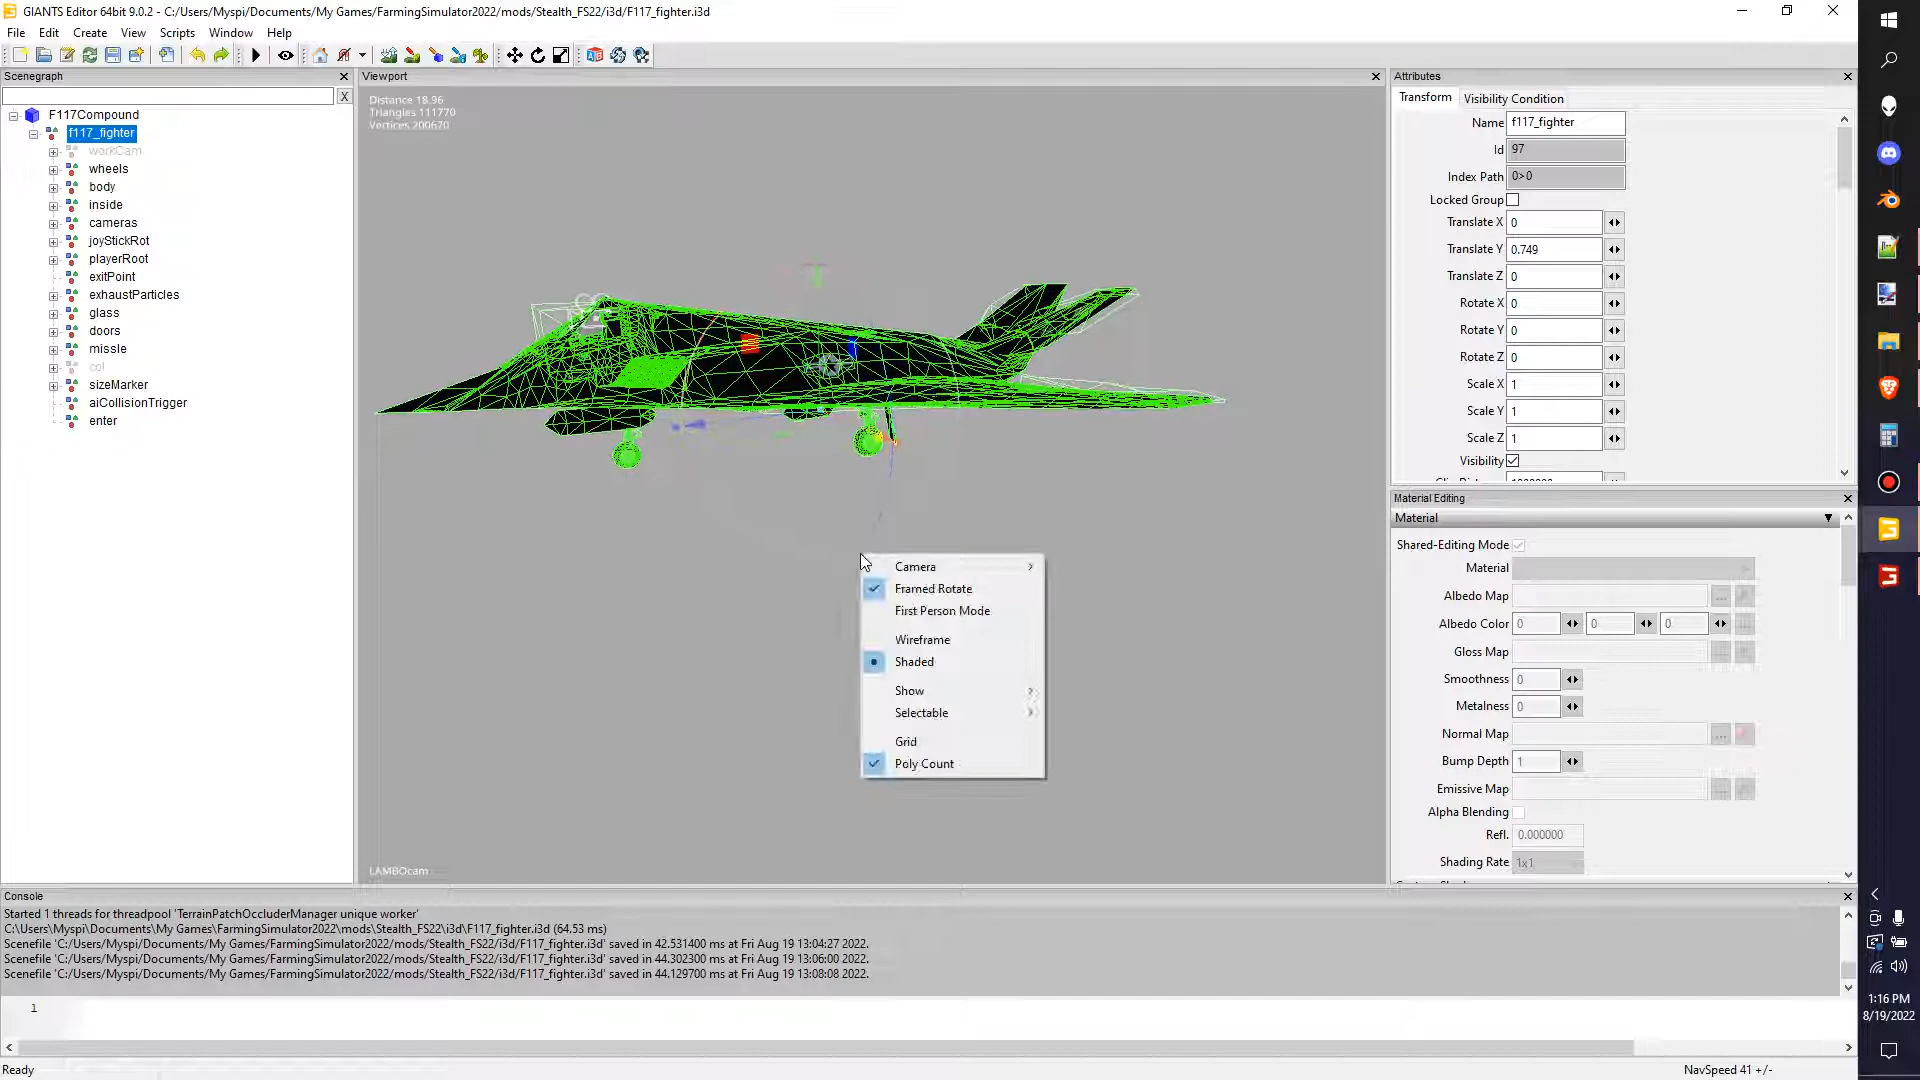 GIANTS Editor 64bit 9.0.2 - C:/Users/Myspi/Documents/My Games/FarmingSimulator2022/mods/Stealth_FS22/i3d/F117_fighter.i3d
File Edit Create View Scripts Window Help
Scenegraph
X
F117Compound
f117_fighter
workCam
wheels
body
inside
cameras
joyStickRot
playerRoot
exitPoint
exhaustParticles
glass
doors
missle
col
sizeMarker
aiCollisionTrigger
enter
Viewport
Distance 18.96
Triangles 111770
Vertices 200670
Camera
Framed Rotate
First Person Mode
Wireframe
Shaded
Show
Selectable
Grid
Poly Count
LAMBOcam
Attributes
Transform Visibility Condition
Name f117_fighter
Id 97
Index Path 0>0
Locked Group
Translate X 0
Translate Y 0.749
Translate Z 0
Rotate X 0
Rotate Y 0
Rotate Z 0
Scale X 1
Scale Y 1
Scale Z 1
Visibility
Material Editing
Material
Shared-Editing Mode
Material
Albedo Map
Albedo Color 0 0 0
Gloss Map
Smoothness 0
Metalness 0
Normal Map
Bump Depth 1
Emissive Map
Alpha Blending
Refl. 0.000000
Shading Rate 1x1
Console
Started 1 threads for threadpool 'TerrainPatchOccluderManager unique worker'
C:\Users\Myspi\Documents\My Games\FarmingSimulator2022\mods\Stealth_FS22\i3d\F117_fighter.i3d (64.53 ms)
Scenefile 'C:/Users/Myspi/Documents/My Games/FarmingSimulator2022/mods/Stealth_FS22/i3d/F117_fighter.i3d' saved in 42.531400 ms at Fri Aug 19 13:04:27 2022.
Scenefile 'C:/Users/Myspi/Documents/My Games/FarmingSimulator2022/mods/Stealth_FS22/i3d/F117_fighter.i3d' saved in 44.302300 ms at Fri Aug 19 13:06:00 2022.
Scenefile 'C:/Users/Myspi/Documents/My Games/FarmingSimulator2022/mods/Stealth_FS22/i3d/F117_fighter.i3d' saved in 44.129700 ms at Fri Aug 19 13:08:08 2022.
1
Ready
NavSpeed 41 +/-
1:16 PM
8/19/2022